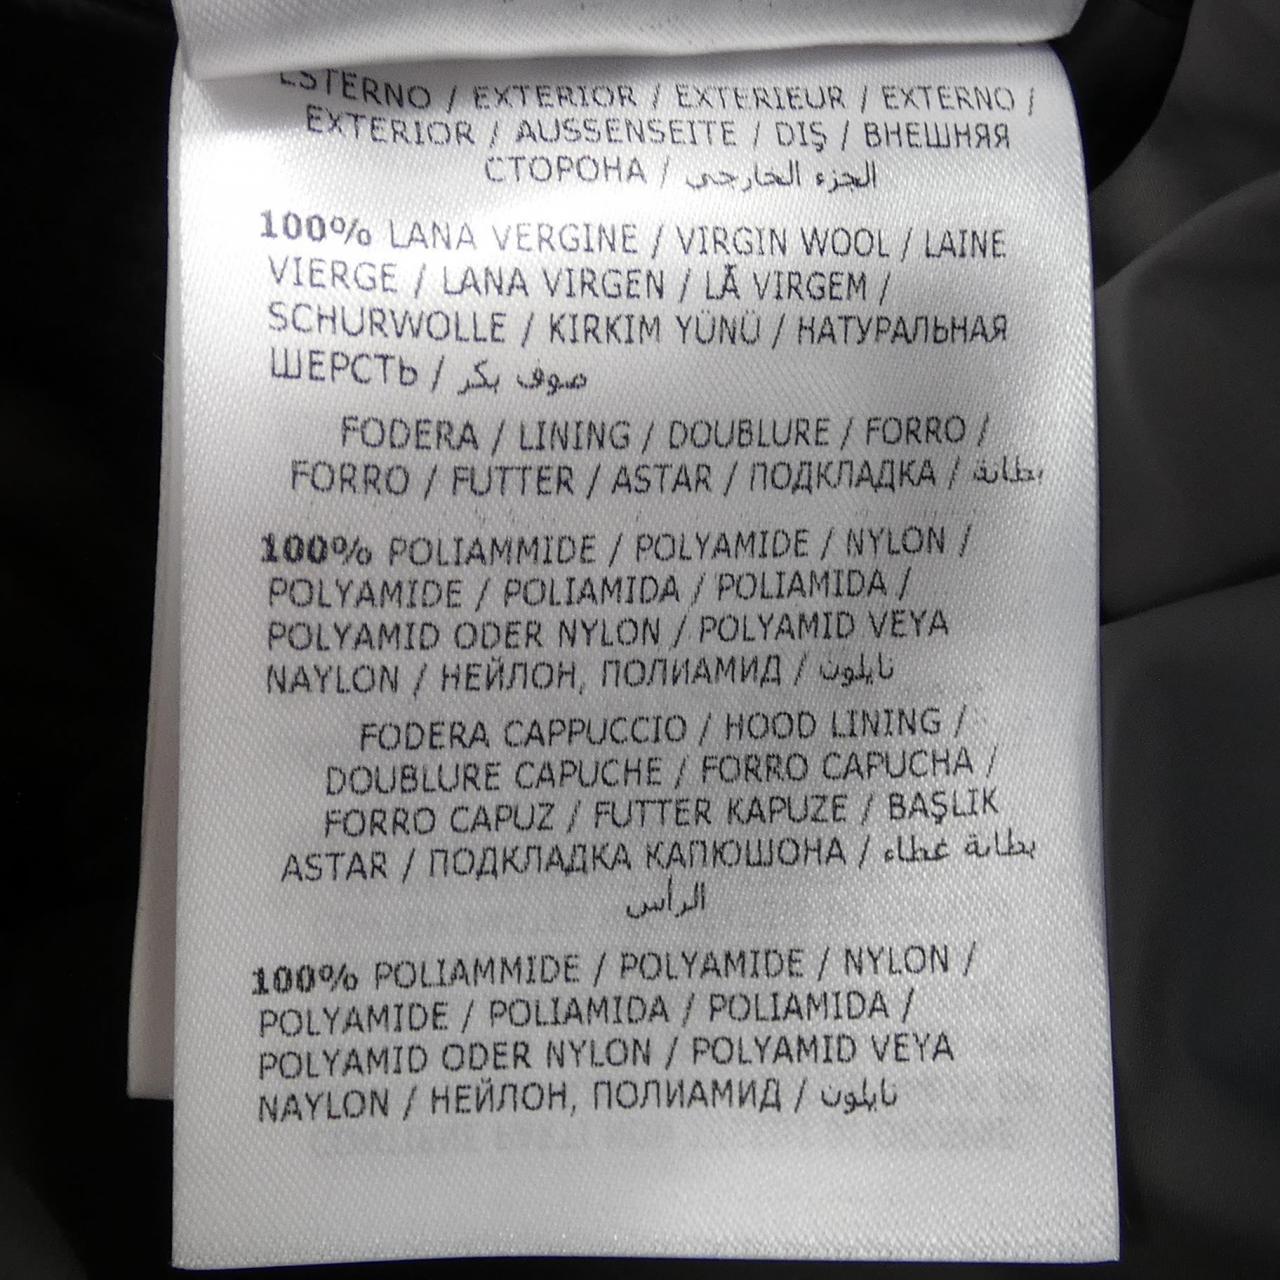 ESTERNO / EXTERIOR / EXTERIEUR / EXTERNO /
EXTERIOR / AUSSENSEITE / DIŞ / ВНЕШНЯЯ
СТОРОНА / الجزء الخارجي
100% LANA VERGINE / VIRGIN WOOL / LAINE
VIERGE / LANA VIRGEN / LÃ VIRGEM /
SCHURWOLLE / KIRKIM YÜNÜ / НАТУРАЛЬНАЯ
ШЕРСТЬ / صوف بكر
FODERA / LINING / DOUBLURE / FORRO /
FORRO / FUTTER / ASTAR / ПОДКЛАДКА / بطانة
100% POLIAMMIDE / POLYAMIDE / NYLON /
POLYAMIDE / POLIAMIDA / POLIAMIDA /
POLYAMID ODER NYLON / POLYAMID VEYA
NAYLON / НЕЙЛОН, ПОЛИАМИД / نايلون
FODERA CAPPUCCIO / HOOD LINING /
DOUBLURE CAPUCHE / FORRO CAPUCHA /
FORRO CAPUZ / FUTTER KAPUZE / BAŞLIK
ASTAR / ПОДКЛАДКА КАПЮШОНА / بطانة غطاء
الرأس
100% POLIAMMIDE / POLYAMIDE / NYLON /
POLYAMIDE / POLIAMIDA / POLIAMIDA /
POLYAMID ODER NYLON / POLYAMID VEYA
NAYLON / НЕЙЛОН, ПОЛИАМИД / نايلون